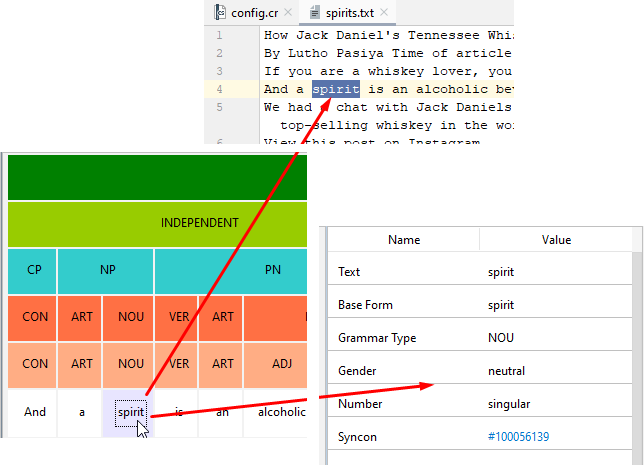 config.cr
spirits.txt
1 How Jack Daniel's Tennessee
2 By Lutho Pasiya Time of article
3 If you are a whiskey lover, you
4 And a spirit is an alcoholic
5 We had a chat with Jack Daniels
top-selling whiskey in the
6 View this post on Instagram
INDEPENDENT
CP NP PN
CON ART NOU VER ART
CON ART NOU VER ART ADJ
And a spirit is an alcoholic
Name Value
Text spirit
Base Form spirit
Grammar Type NOU
Gender neutral
Number singular
Syncon #100056139